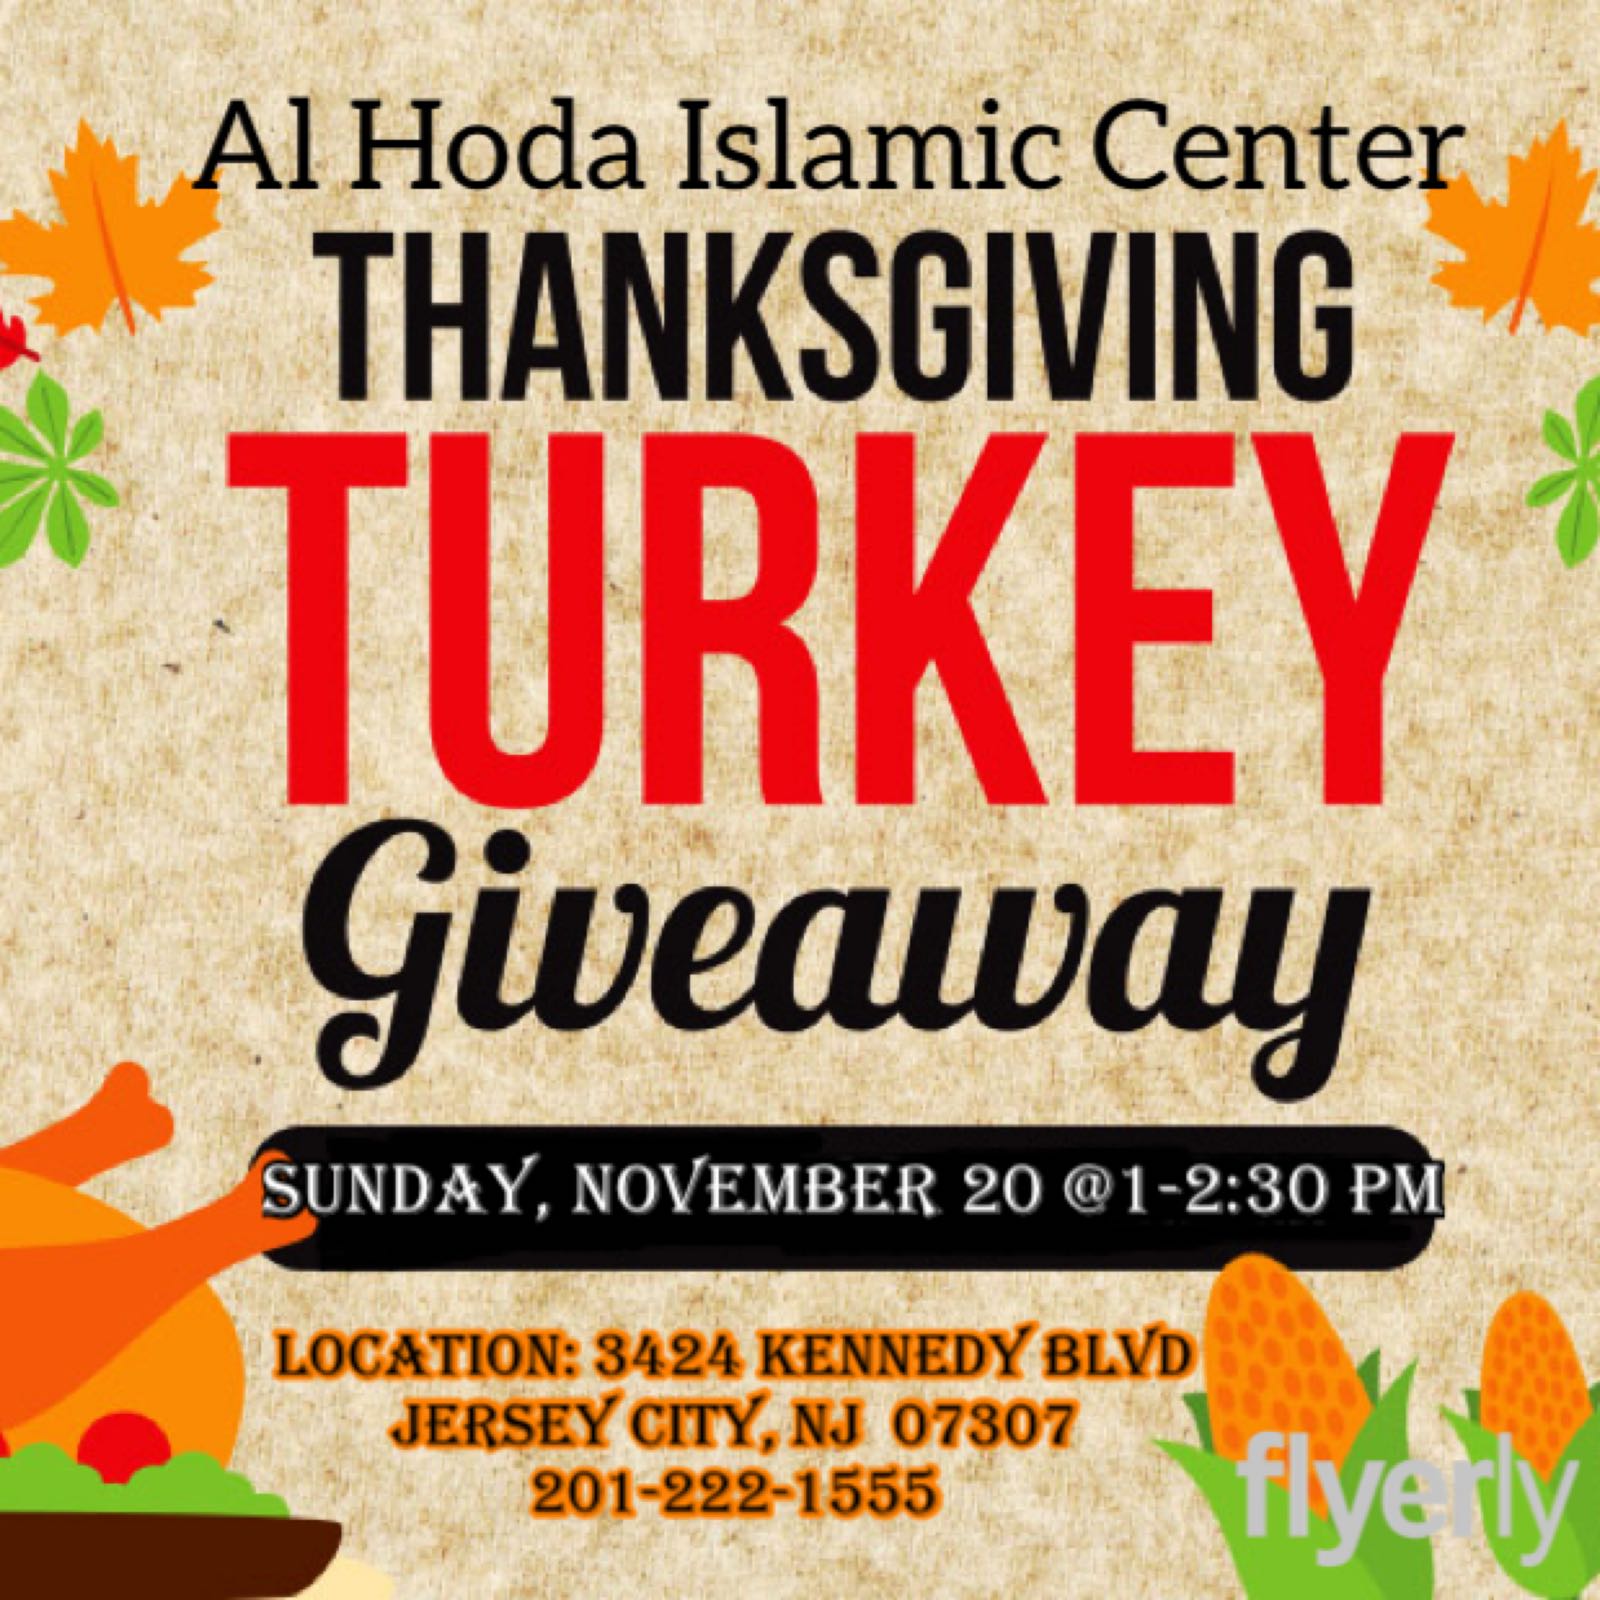 Al Hoda Islamic Center
THANKSGIVING
TURKEY
Giveaway
SUNDAY, NOVEMBER 20 @1-2:30 PM
LOCATION: 3424 KENNEDY BLVD
JERSEY CITY, NJ 07307
201-222-1555
flyerly